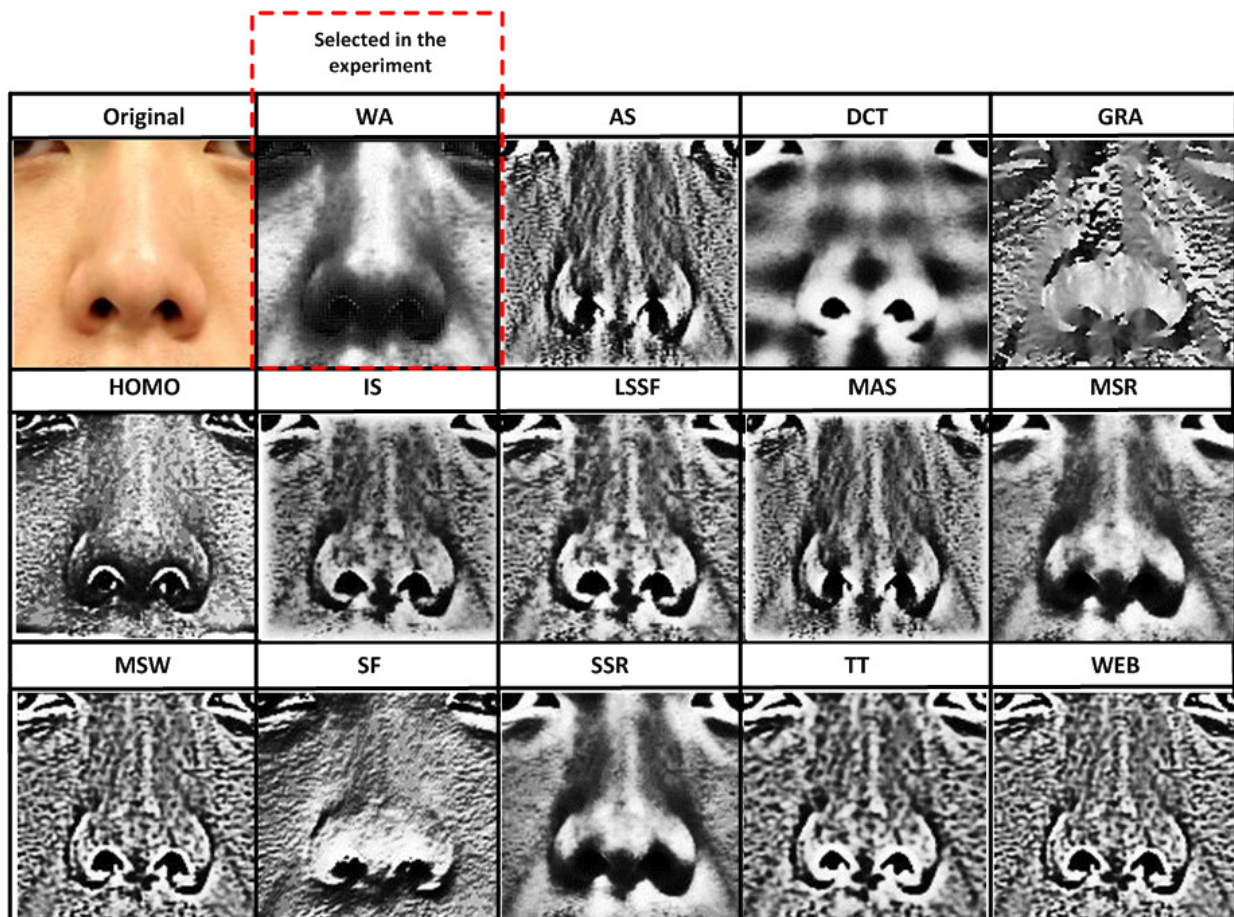 Selected in the
experiment
Original
WA
AS
DCT
GRA
HOMO
IS
LSSF
MAS
MSR
MSW
SF
SSR
TT
WEB